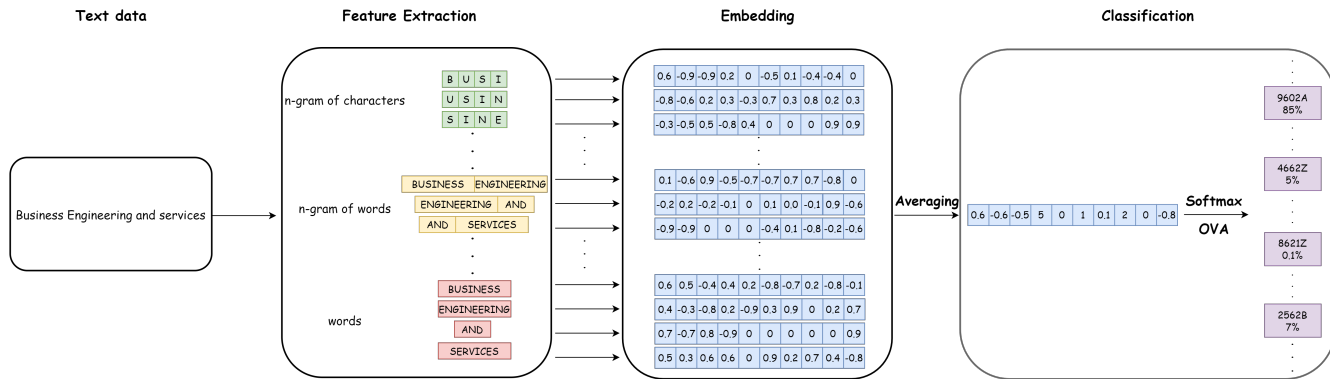 Text data
Feature Extraction
Embedding
Classification
Business Engineering and services
n-gram of characters
B U S I
U S I N
S I N E
n-gram of words
BUSINESS ENGINEERING
ENGINEERING AND
AND SERVICES
words
BUSINESS
ENGINEERING
AND
SERVICES
0.6 -0.9 -0.9 0.2 0 -0.5 0.1 -0.4 -0.4 0
-0.8 -0.6 0.2 0.3 -0.3 0.7 0.3 0.8 0.2 0.3
-0.3 -0.5 0.5 -0.8 0.4 0 0 0 0.9 0.9
0.1 -0.6 0.9 -0.5 -0.7 -0.7 0.7 0.7 -0.8 0
-0.2 0.2 -0.2 -0.1 0 0.1 0.0 -0.1 0.9 -0.6
-0.9 -0.9 0 0 0 -0.4 0.1 -0.8 -0.2 -0.6
0.6 0.5 -0.4 0.4 0.2 -0.8 -0.7 0.2 -0.8 -0.1
0.4 -0.3 -0.8 0.2 -0.9 0.3 0.9 0 0.2 0.7
0.7 -0.7 0.8 -0.9 0 0 0 0 0 0.9
0.5 0.3 0.6 0.6 0 0.9 0.2 0.7 0.4 -0.8
Averaging
0.6 -0.6 -0.5 5 0 1 0.1 2 0 -0.8
Softmax
OVA
9602A
85%
4662Z
5%
8621Z
0.1%
2562B
7%